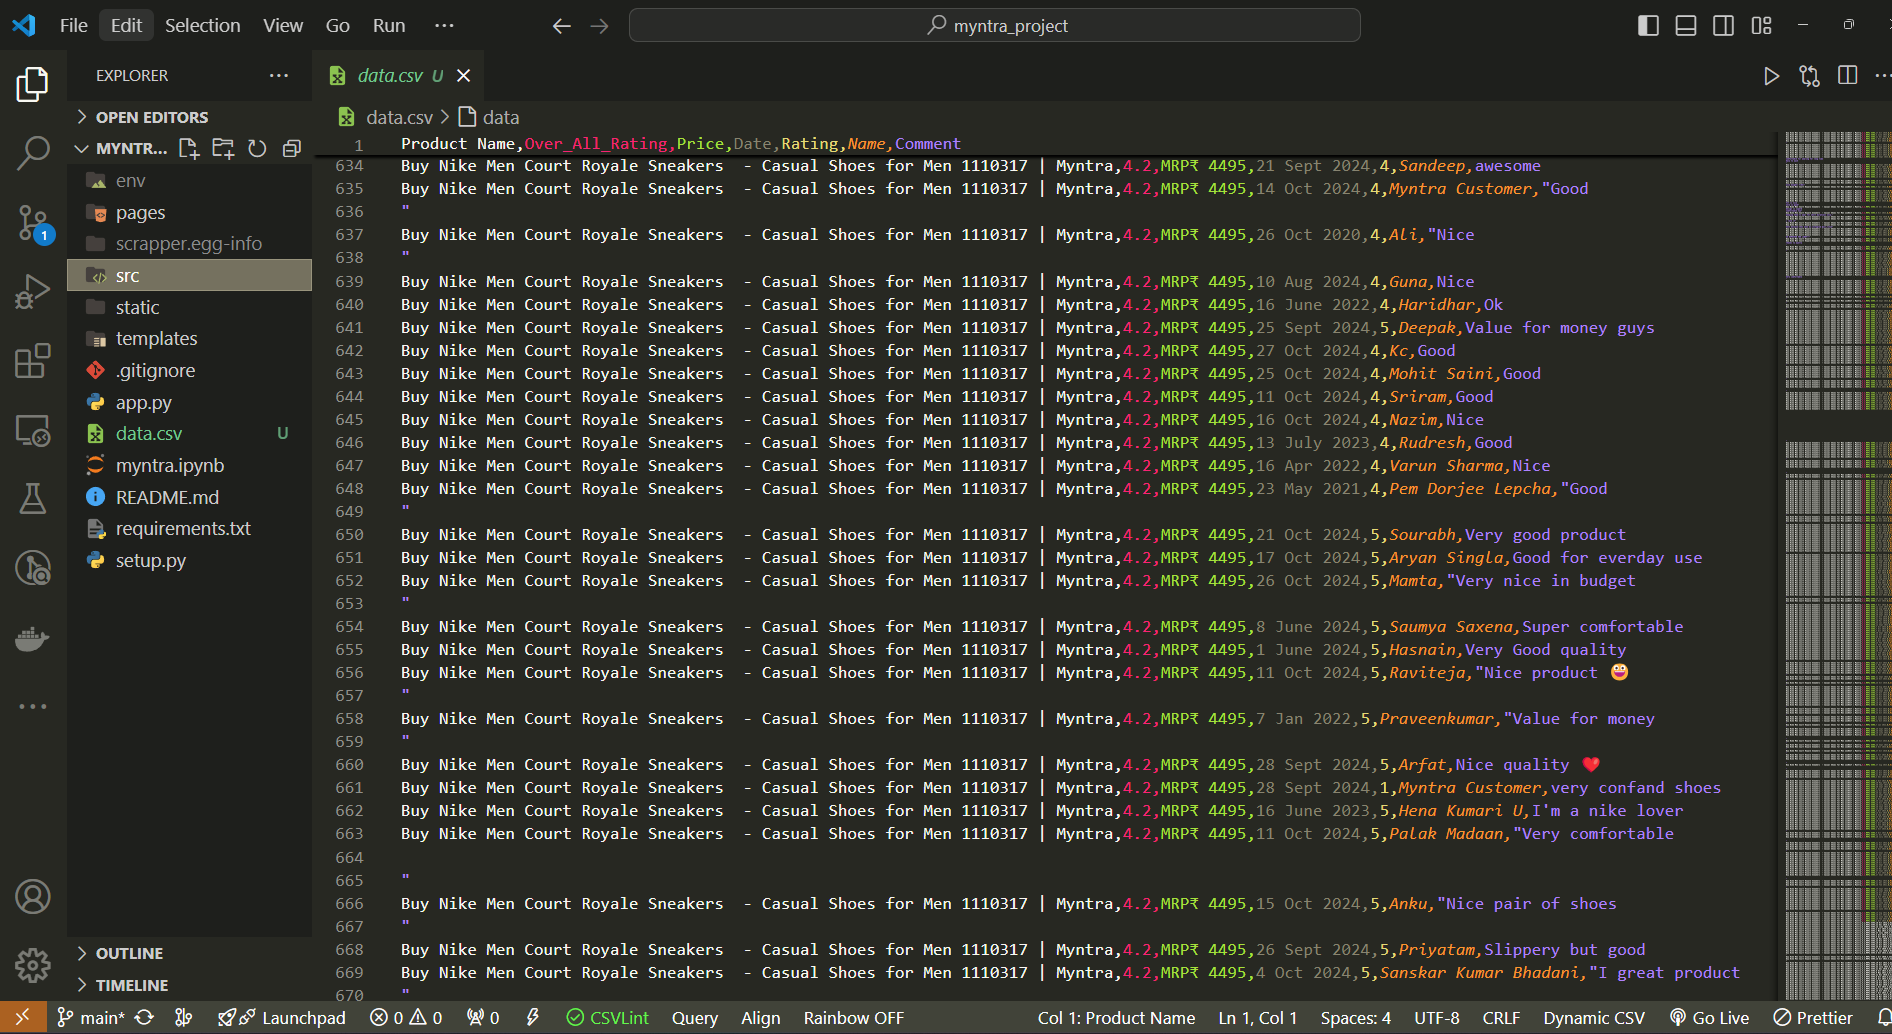 File Edit Selection View Go Run ··· myntra_project
EXPLORER ··· data.csv U
OPEN EDITORS
MYNTR...
env
pages
scrapper.egg-info
src
static
templates
.gitignore
app.py
data.csv U
myntra.ipynb
README.md
requirements.txt
setup.py
OUTLINE
TIMELINE
1
data.csv > data
1 Product Name,Over_All_Rating,Price,Date,Rating,Name,Comment
634 Buy Nike Men Court Royale Sneakers  - Casual Shoes for Men 1110317 | Myntra,4.2,MRP₹ 4495,21 Sept 2024,4,Sandeep,awesome
635 Buy Nike Men Court Royale Sneakers  - Casual Shoes for Men 1110317 | Myntra,4.2,MRP₹ 4495,14 Oct 2024,4,Myntra Customer,"Good
636 "
637 Buy Nike Men Court Royale Sneakers  - Casual Shoes for Men 1110317 | Myntra,4.2,MRP₹ 4495,26 Oct 2020,4,Ali,"Nice
638 "
639 Buy Nike Men Court Royale Sneakers  - Casual Shoes for Men 1110317 | Myntra,4.2,MRP₹ 4495,10 Aug 2024,4,Guna,Nice
640 Buy Nike Men Court Royale Sneakers  - Casual Shoes for Men 1110317 | Myntra,4.2,MRP₹ 4495,16 June 2022,4,Haridhar,Ok
641 Buy Nike Men Court Royale Sneakers  - Casual Shoes for Men 1110317 | Myntra,4.2,MRP₹ 4495,25 Sept 2024,5,Deepak,Value for money guys
642 Buy Nike Men Court Royale Sneakers  - Casual Shoes for Men 1110317 | Myntra,4.2,MRP₹ 4495,27 Oct 2024,4,Kc,Good
643 Buy Nike Men Court Royale Sneakers  - Casual Shoes for Men 1110317 | Myntra,4.2,MRP₹ 4495,25 Oct 2024,4,Mohit Saini,Good
644 Buy Nike Men Court Royale Sneakers  - Casual Shoes for Men 1110317 | Myntra,4.2,MRP₹ 4495,11 Oct 2024,4,Sriram,Good
645 Buy Nike Men Court Royale Sneakers  - Casual Shoes for Men 1110317 | Myntra,4.2,MRP₹ 4495,16 Oct 2024,4,Nazim,Nice
646 Buy Nike Men Court Royale Sneakers  - Casual Shoes for Men 1110317 | Myntra,4.2,MRP₹ 4495,13 July 2023,4,Rudresh,Good
647 Buy Nike Men Court Royale Sneakers  - Casual Shoes for Men 1110317 | Myntra,4.2,MRP₹ 4495,16 Apr 2022,4,Varun Sharma,Nice
648 Buy Nike Men Court Royale Sneakers  - Casual Shoes for Men 1110317 | Myntra,4.2,MRP₹ 4495,23 May 2021,4,Pem Dorjee Lepcha,"Good
649 "
650 Buy Nike Men Court Royale Sneakers  - Casual Shoes for Men 1110317 | Myntra,4.2,MRP₹ 4495,21 Oct 2024,5,Sourabh,Very good product
651 Buy Nike Men Court Royale Sneakers  - Casual Shoes for Men 1110317 | Myntra,4.2,MRP₹ 4495,17 Oct 2024,5,Aryan Singla,Good for everday use
652 Buy Nike Men Court Royale Sneakers  - Casual Shoes for Men 1110317 | Myntra,4.2,MRP₹ 4495,26 Oct 2024,5,Mamta,"Very nice in budget
653 "
654 Buy Nike Men Court Royale Sneakers  - Casual Shoes for Men 1110317 | Myntra,4.2,MRP₹ 4495,8 June 2024,5,Saumya Saxena,Super comfortable
655 Buy Nike Men Court Royale Sneakers  - Casual Shoes for Men 1110317 | Myntra,4.2,MRP₹ 4495,1 June 2024,5,Hasnain,Very Good quality
656 Buy Nike Men Court Royale Sneakers  - Casual Shoes for Men 1110317 | Myntra,4.2,MRP₹ 4495,11 Oct 2024,5,Raviteja,"Nice product 😀
657 "
658 Buy Nike Men Court Royale Sneakers  - Casual Shoes for Men 1110317 | Myntra,4.2,MRP₹ 4495,7 Jan 2022,5,Praveenkumar,"Value for money
659 "
660 Buy Nike Men Court Royale Sneakers  - Casual Shoes for Men 1110317 | Myntra,4.2,MRP₹ 4495,28 Sept 2024,5,Arfat,Nice quality ❤️
661 Buy Nike Men Court Royale Sneakers  - Casual Shoes for Men 1110317 | Myntra,4.2,MRP₹ 4495,28 Sept 2024,1,Myntra Customer,very confand shoes
662 Buy Nike Men Court Royale Sneakers  - Casual Shoes for Men 1110317 | Myntra,4.2,MRP₹ 4495,16 June 2023,5,Hena Kumari U,I'm a nike lover
663 Buy Nike Men Court Royale Sneakers  - Casual Shoes for Men 1110317 | Myntra,4.2,MRP₹ 4495,11 Oct 2024,5,Palak Madaan,"Very comfortable
664
665 "
666 Buy Nike Men Court Royale Sneakers  - Casual Shoes for Men 1110317 | Myntra,4.2,MRP₹ 4495,15 Oct 2024,5,Anku,"Nice pair of shoes
667 "
668 Buy Nike Men Court Royale Sneakers  - Casual Shoes for Men 1110317 | Myntra,4.2,MRP₹ 4495,26 Sept 2024,5,Priyatam,Slippery but good
669 Buy Nike Men Court Royale Sneakers  - Casual Shoes for Men 1110317 | Myntra,4.2,MRP₹ 4495,4 Oct 2024,5,Sanskar Kumar Bhadani,"I great product
670 "
main* Launchpad 0 0 0 CSVLint Query Align Rainbow OFF Col 1: Product Name Ln 1, Col 1 Spaces: 4 UTF-8 CRLF Dynamic CSV Go Live Prettier